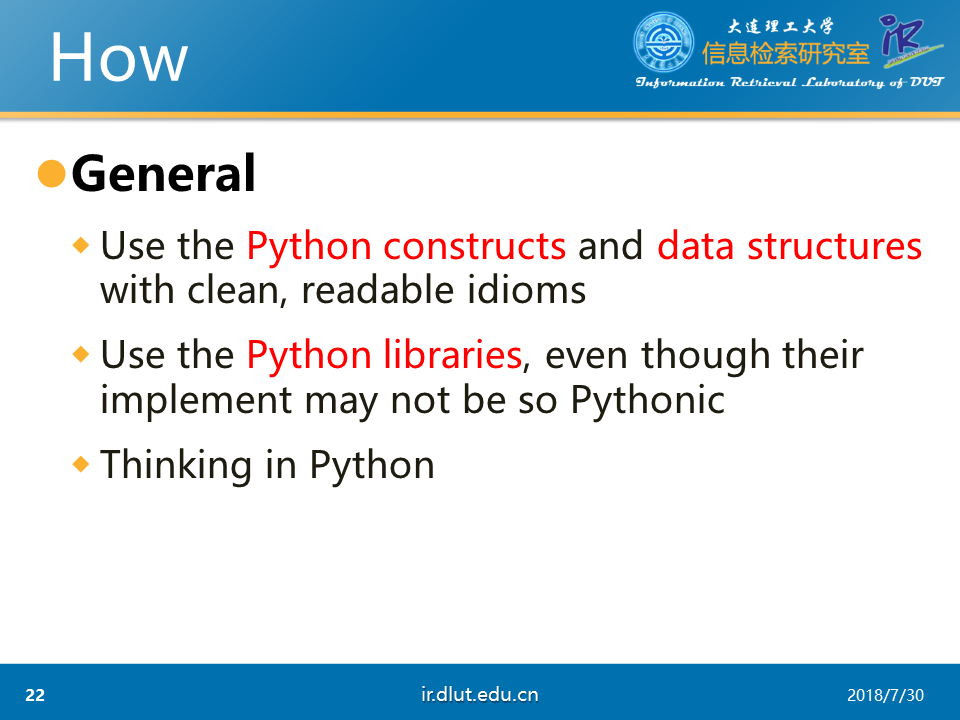 How
大连理工大学
信息检索研究室
iR
Information Retrieval Laboratory of DUT
General
Use the Python constructs and data structures
with clean, readable idioms
Use the Python libraries, even though their
implement may not be so Pythonic
Thinking in Python
22
ir.dlut.edu.cn
2018/7/30